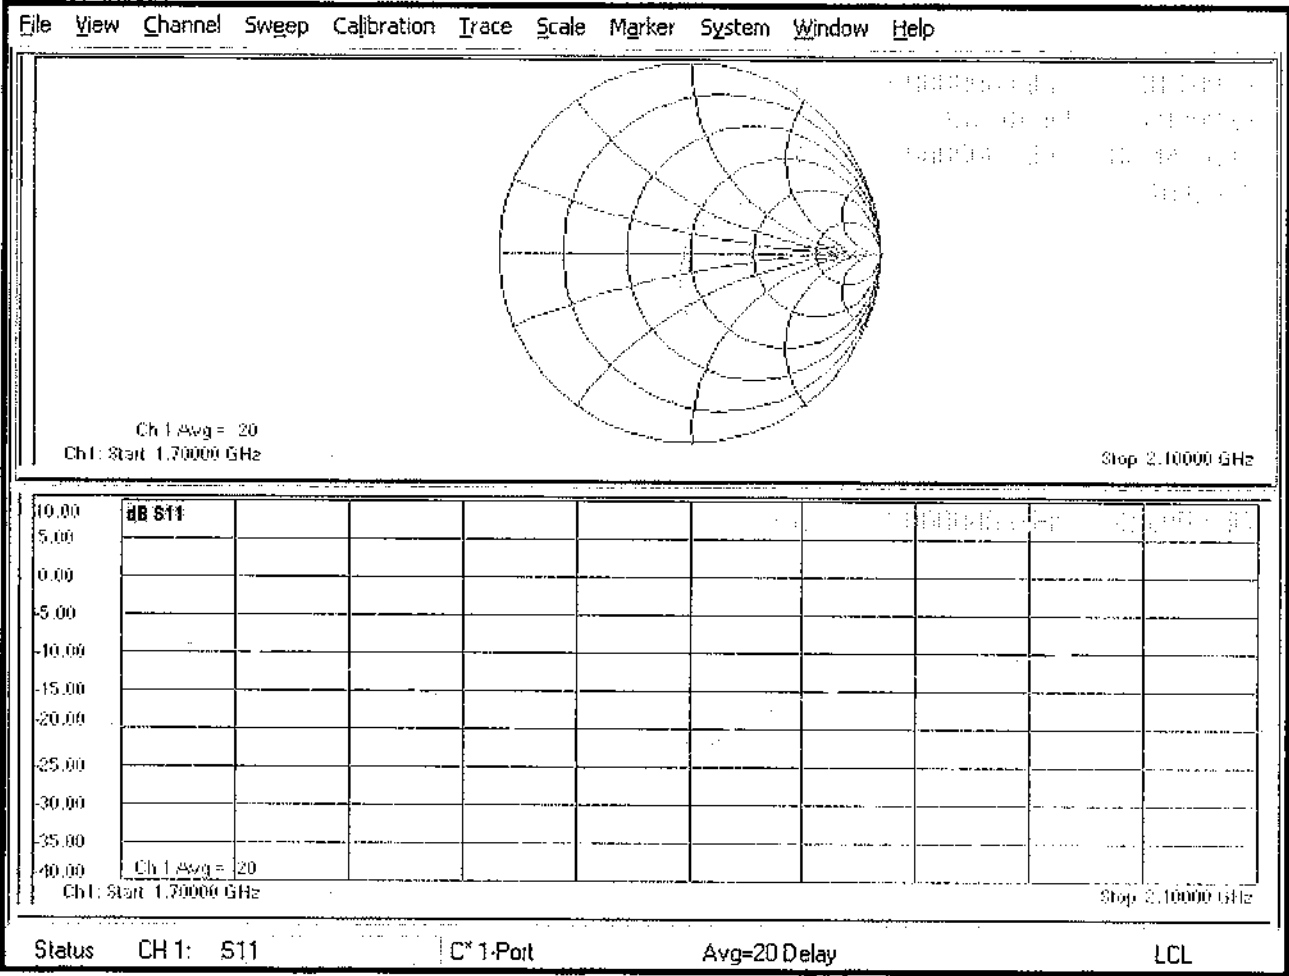 File View Channel Sweep Calibration Trace Scale Marker System Window Help
Ch 1 Avg = 20
Ch1: Start 1.70000 GHz
Stop 2.10000 GHz
10.00
dB S11
5.00
0.00
-5.00
-10.00
-15.00
-20.00
-25.00
-30.00
-35.00
-40.00
Ch 1 Avg = 20
Ch1: Start 1.70000 GHz
Stop 2.10000 GHz
Status CH 1: S11 C* 1-Port Avg=20 Delay LCL